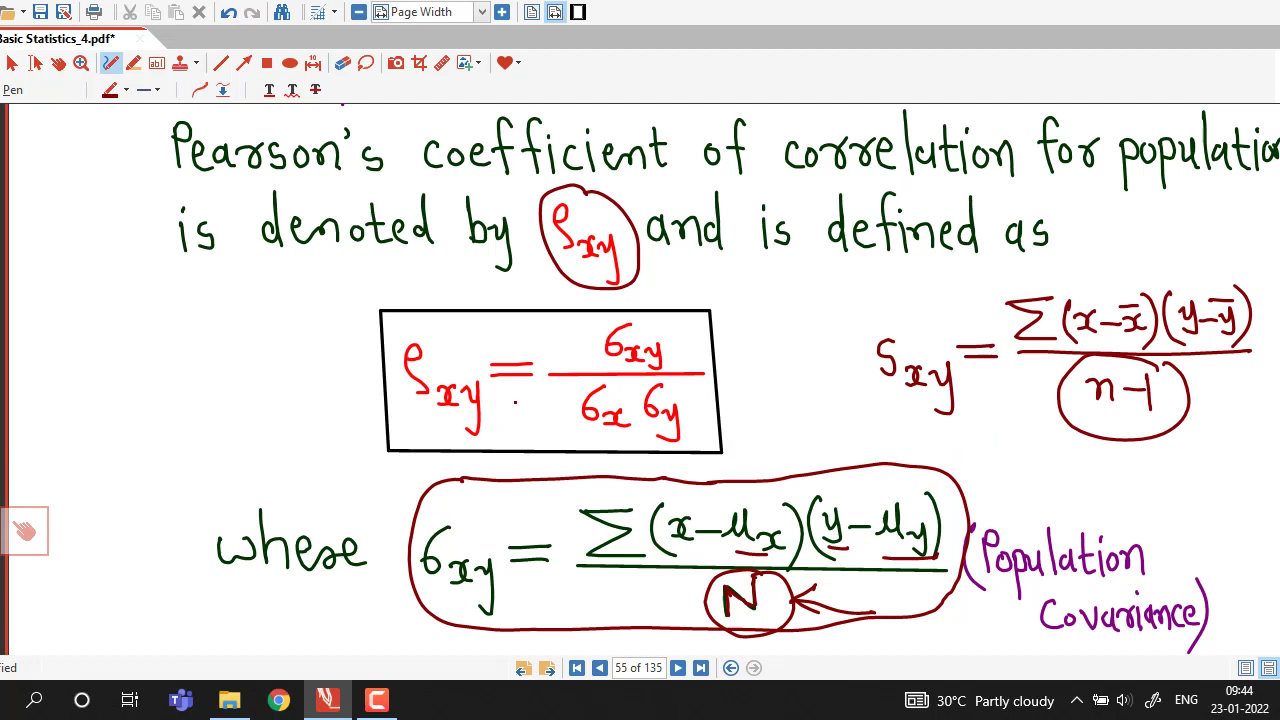 Page Width
Basic Statistics_4.pdf*
Pen
Pearson's coefficient of correlation for population
is denoted by ρxy and is defined as
ρxy = σxy / σx σy
Sxy = Σ(x-x̄)(y-ȳ) / n-1
where σxy = Σ(x-μx)(y-μy) / N (Population
Covariance)
55 of 135
30°C Partly cloudy
ENG
09:44
23-01-2022